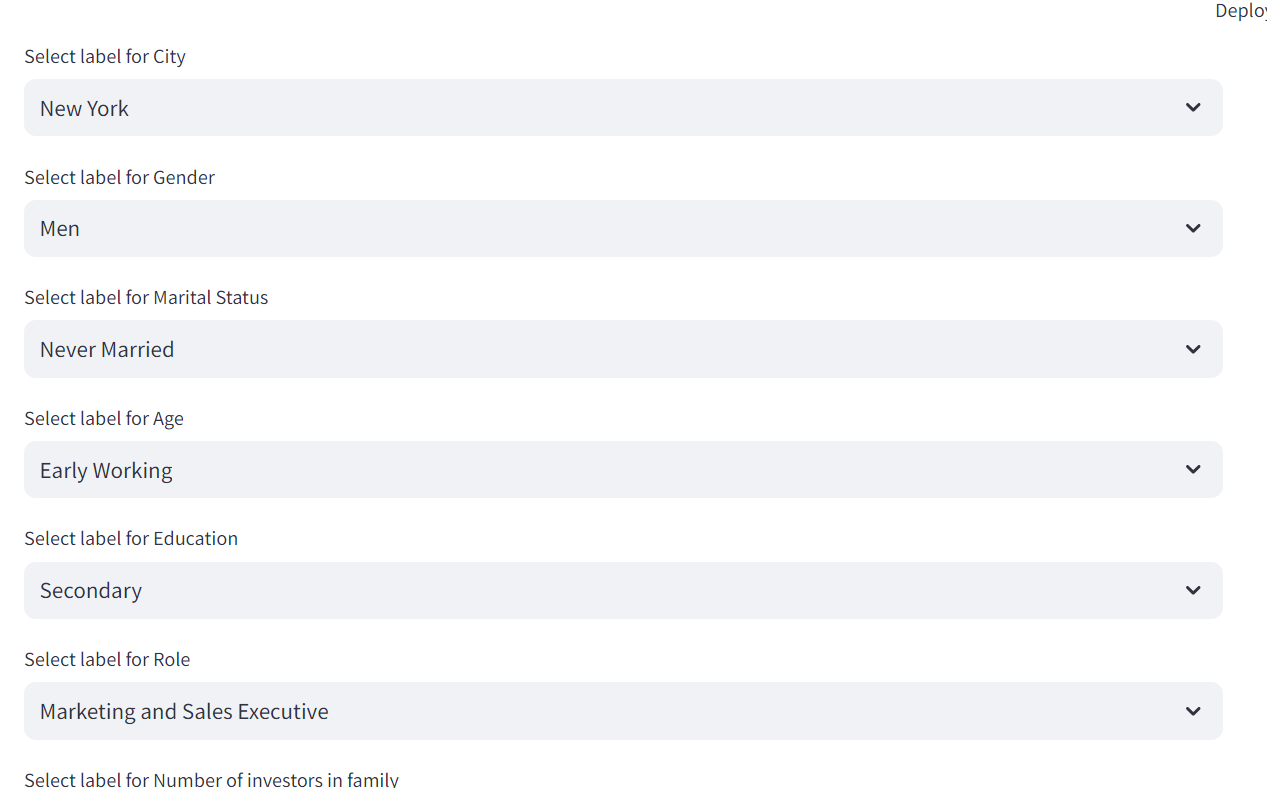 Deploy
Select label for City
New York
Select label for Gender
Men
Select label for Marital Status
Never Married
Select label for Age
Early Working
Select label for Education
Secondary
Select label for Role
Marketing and Sales Executive
Select label for Number of investors in family